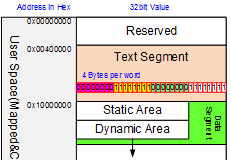 Address in Hex
32bit Value
0x00000000
Reserved
0x00400000
Text Segment
4 Bytes per word
0x10000000
Static Area
Dynamic Area
Data
Segment
User Space(Mapped&C